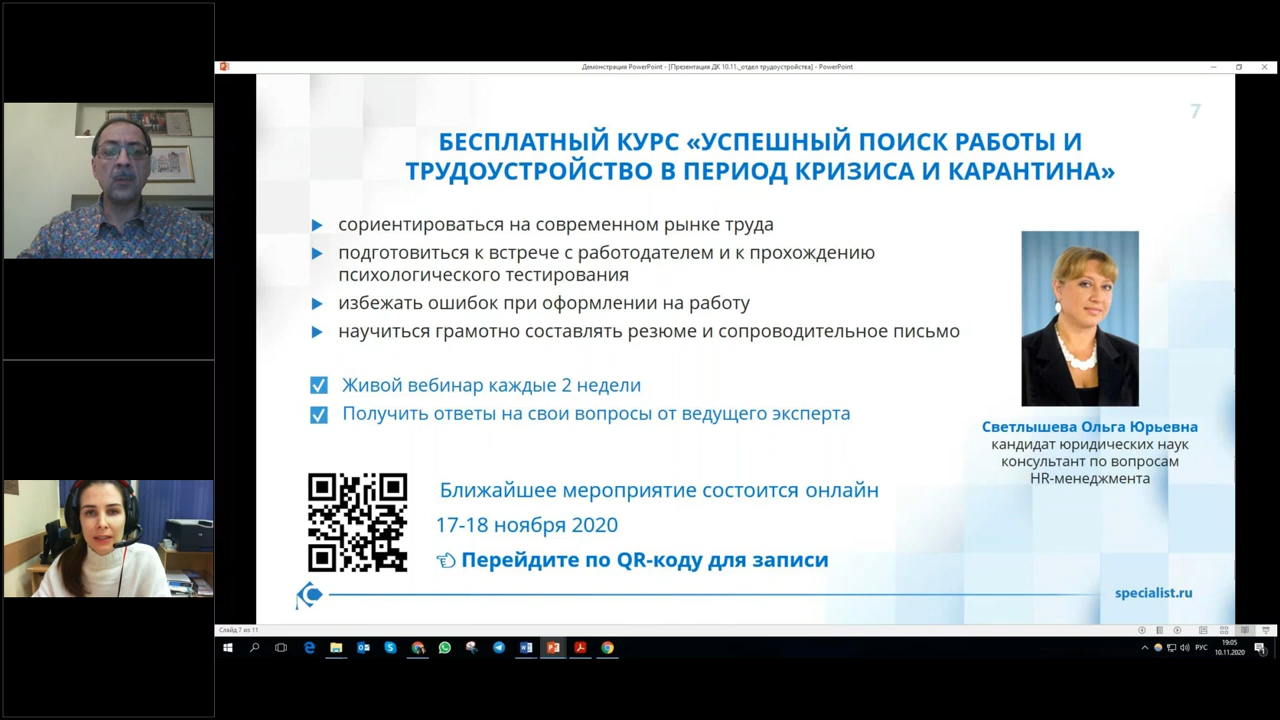 Демонстрация PowerPoint - [Презентация ДК 10.11._отдел трудоустройства] - PowerPoint
7
БЕСПЛАТНЫЙ КУРС «УСПЕШНЫЙ ПОИСК РАБОТЫ И
ТРУДОУСТРОЙСТВО В ПЕРИОД КРИЗИСА И КАРАНТИНА»
сориентироваться на современном рынке труда
подготовиться к встрече с работодателем и к прохождению
психологического тестирования
избежать ошибок при оформлении на работу
научиться грамотно составлять резюме и сопроводительное письмо
Живой вебинар каждые 2 недели
Получить ответы на свои вопросы от ведущего эксперта
Светлышева Ольга Юрьевна
кандидат юридических наук
консультант по вопросам
HR-менеджмента
Ближайшее мероприятие состоится онлайн
17-18 ноября 2020
Перейдите по QR-коду для записи
specialist.ru
Слайд 7 из 11
19:05
РУС
10.11.2020